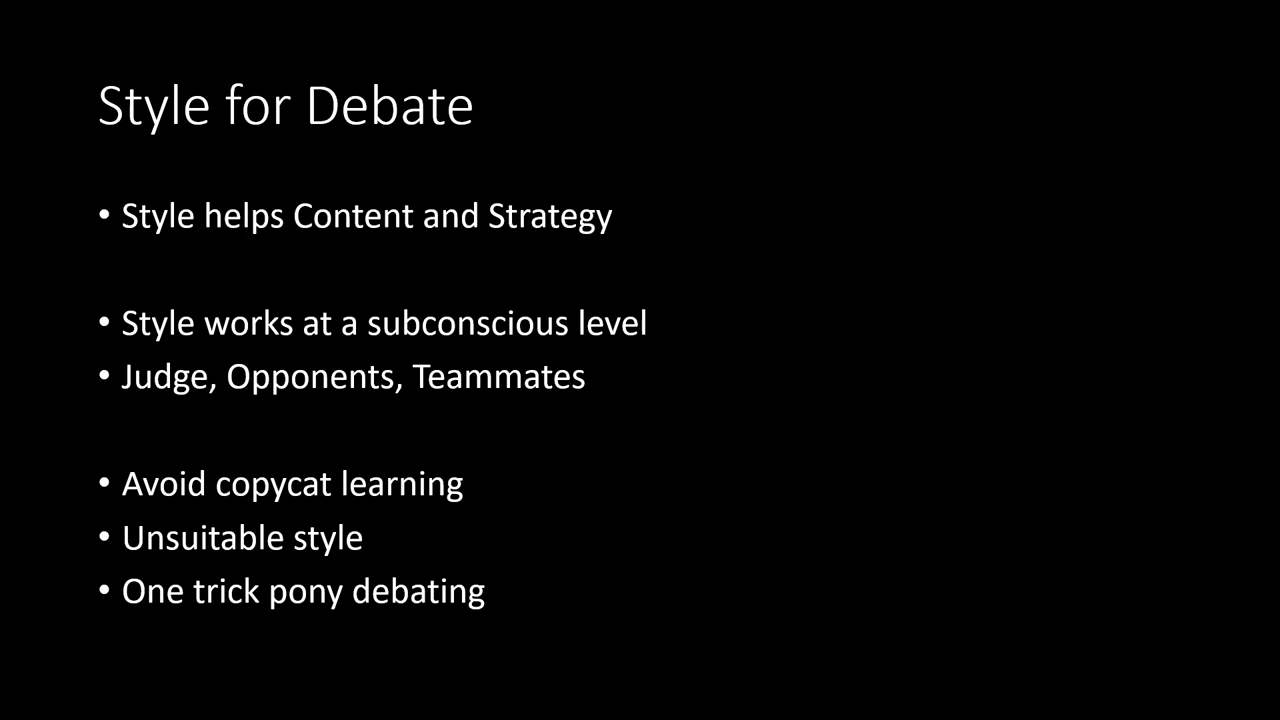 Style for Debate
• Style helps Content and Strategy
• Style works at a subconscious level
• Judge, Opponents, Teammates
• Avoid copycat learning
• Unsuitable style
• One trick pony debating